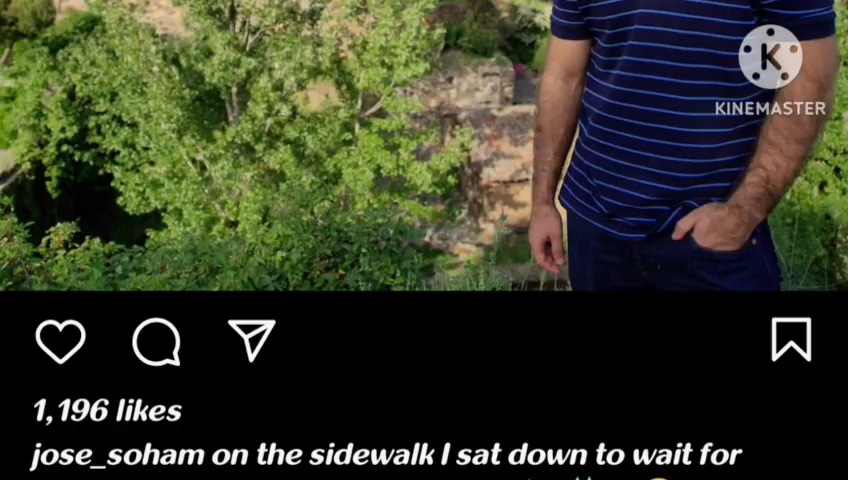 K
KINEMASTER
1,196 likes
jose_soham on the sidewalk I sat down to wait for